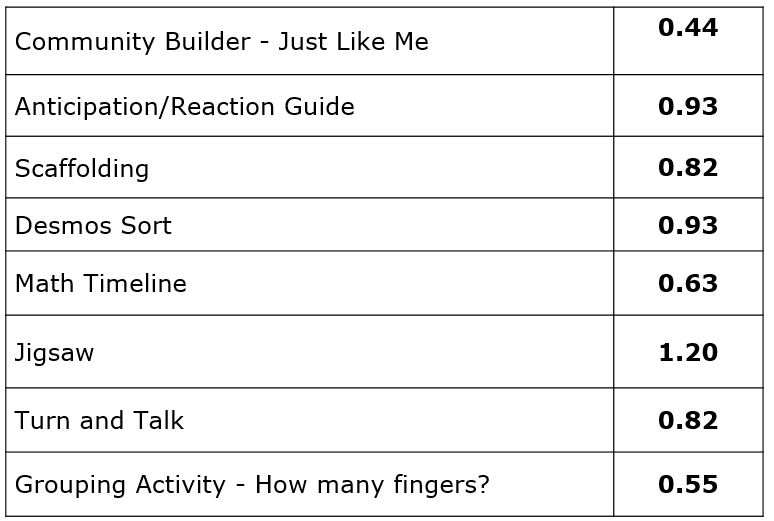 Community Builder - Just Like Me 0.44
Anticipation/Reaction Guide 0.93
Scaffolding 0.82
Desmos Sort 0.93
Math Timeline 0.63
Jigsaw 1.20
Turn and Talk 0.82
Grouping Activity - How many fingers? 0.55